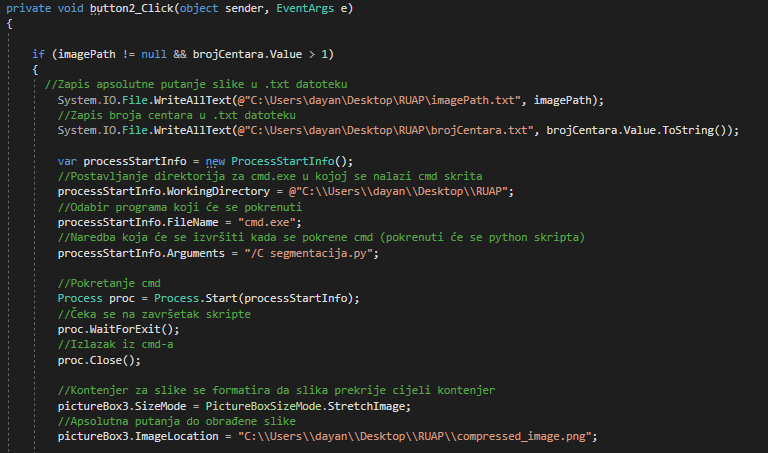 private void button2_Click(object sender, EventArgs e)
{
if (imagePath != null && brojCentara.Value > 1)
{
//Zapis apsolutne putanje slike u .txt datoteku
System.IO.File.WriteAllText(@"C:\Users\dayan\Desktop\RUAP\imagePath.txt", imagePath);
//Zapis broja centara u .txt datoteku
System.IO.File.WriteAllText(@"C:\Users\dayan\Desktop\RUAP\brojCentara.txt", brojCentara.Value.ToString());
var processStartInfo = new ProcessStartInfo();
//Postavljanje direktorija za cmd.exe u kojoj se nalazi cmd skrita
processStartInfo.WorkingDirectory = @"C:\\Users\\dayan\\Desktop\\RUAP";
//Odabir programa koji će se pokrenuti
processStartInfo.FileName = "cmd.exe";
//Naredba koja će se izvršiti kada se pokrene cmd (pokrenuti će se python skripta)
processStartInfo.Arguments = "/C segmentacija.py";
//Pokretanje cmd
Process proc = Process.Start(processStartInfo);
//Čeka se na završetak skripte
proc.WaitForExit();
//Izlazak iz cmd-a
proc.Close();
//Kontenjer za slike se formatira da slika prekrije cijeli kontenjer
pictureBox3.SizeMode = PictureBoxSizeMode.StretchImage;
//Apsolutna putanja do obrađene slike
pictureBox3.ImageLocation = "C:\\Users\\dayan\\Desktop\\RUAP\\compressed_image.png";